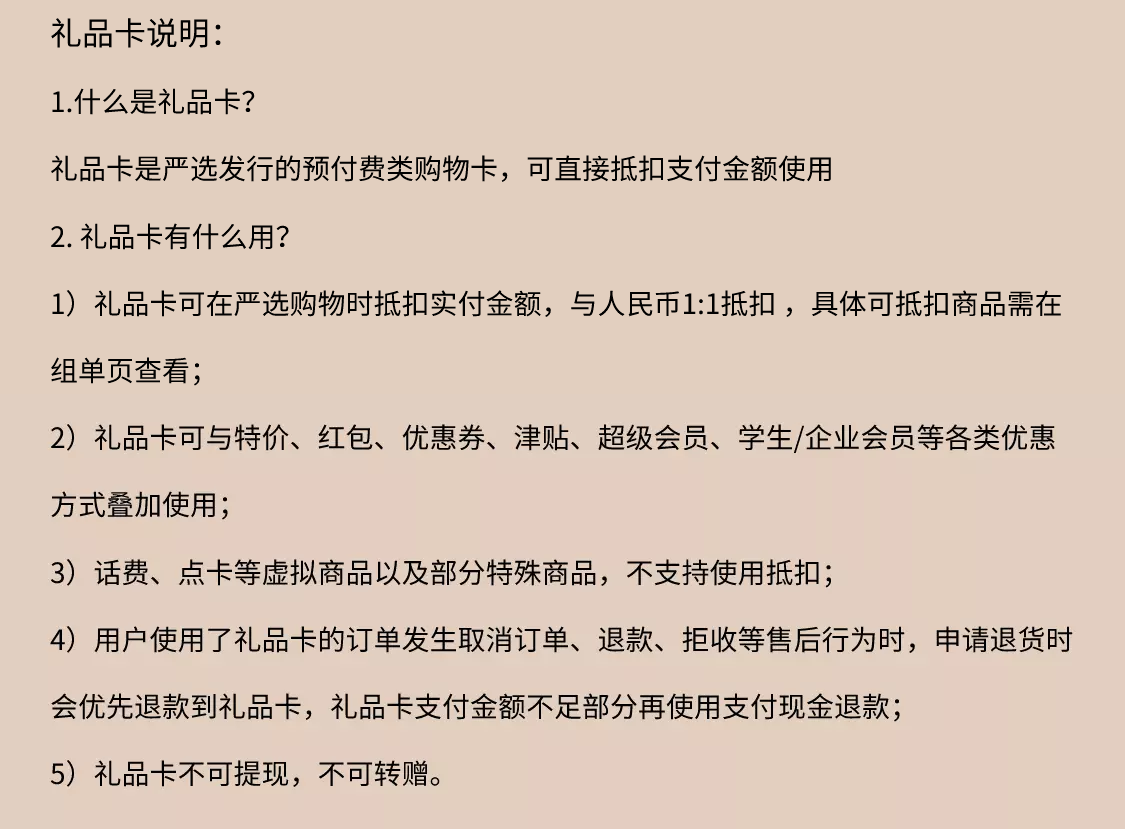 礼品卡说明：
1.什么是礼品卡？
礼品卡是严选发行的预付费类购物卡，可直接抵扣支付金额使用
2. 礼品卡有什么用？
1）礼品卡可在严选购物时抵扣实付金额，与人民币1:1抵扣 ，具体可抵扣商品需在
组单页查看；
2）礼品卡可与特价、红包、优惠券、津贴、超级会员、学生/企业会员等各类优惠
方式叠加使用；
3）话费、点卡等虚拟商品以及部分特殊商品，不支持使用抵扣；
4）用户使用了礼品卡的订单发生取消订单、退款、拒收等售后行为时，申请退货时
会优先退款到礼品卡，礼品卡支付金额不足部分再使用支付现金退款；
5）礼品卡不可提现，不可转赠。